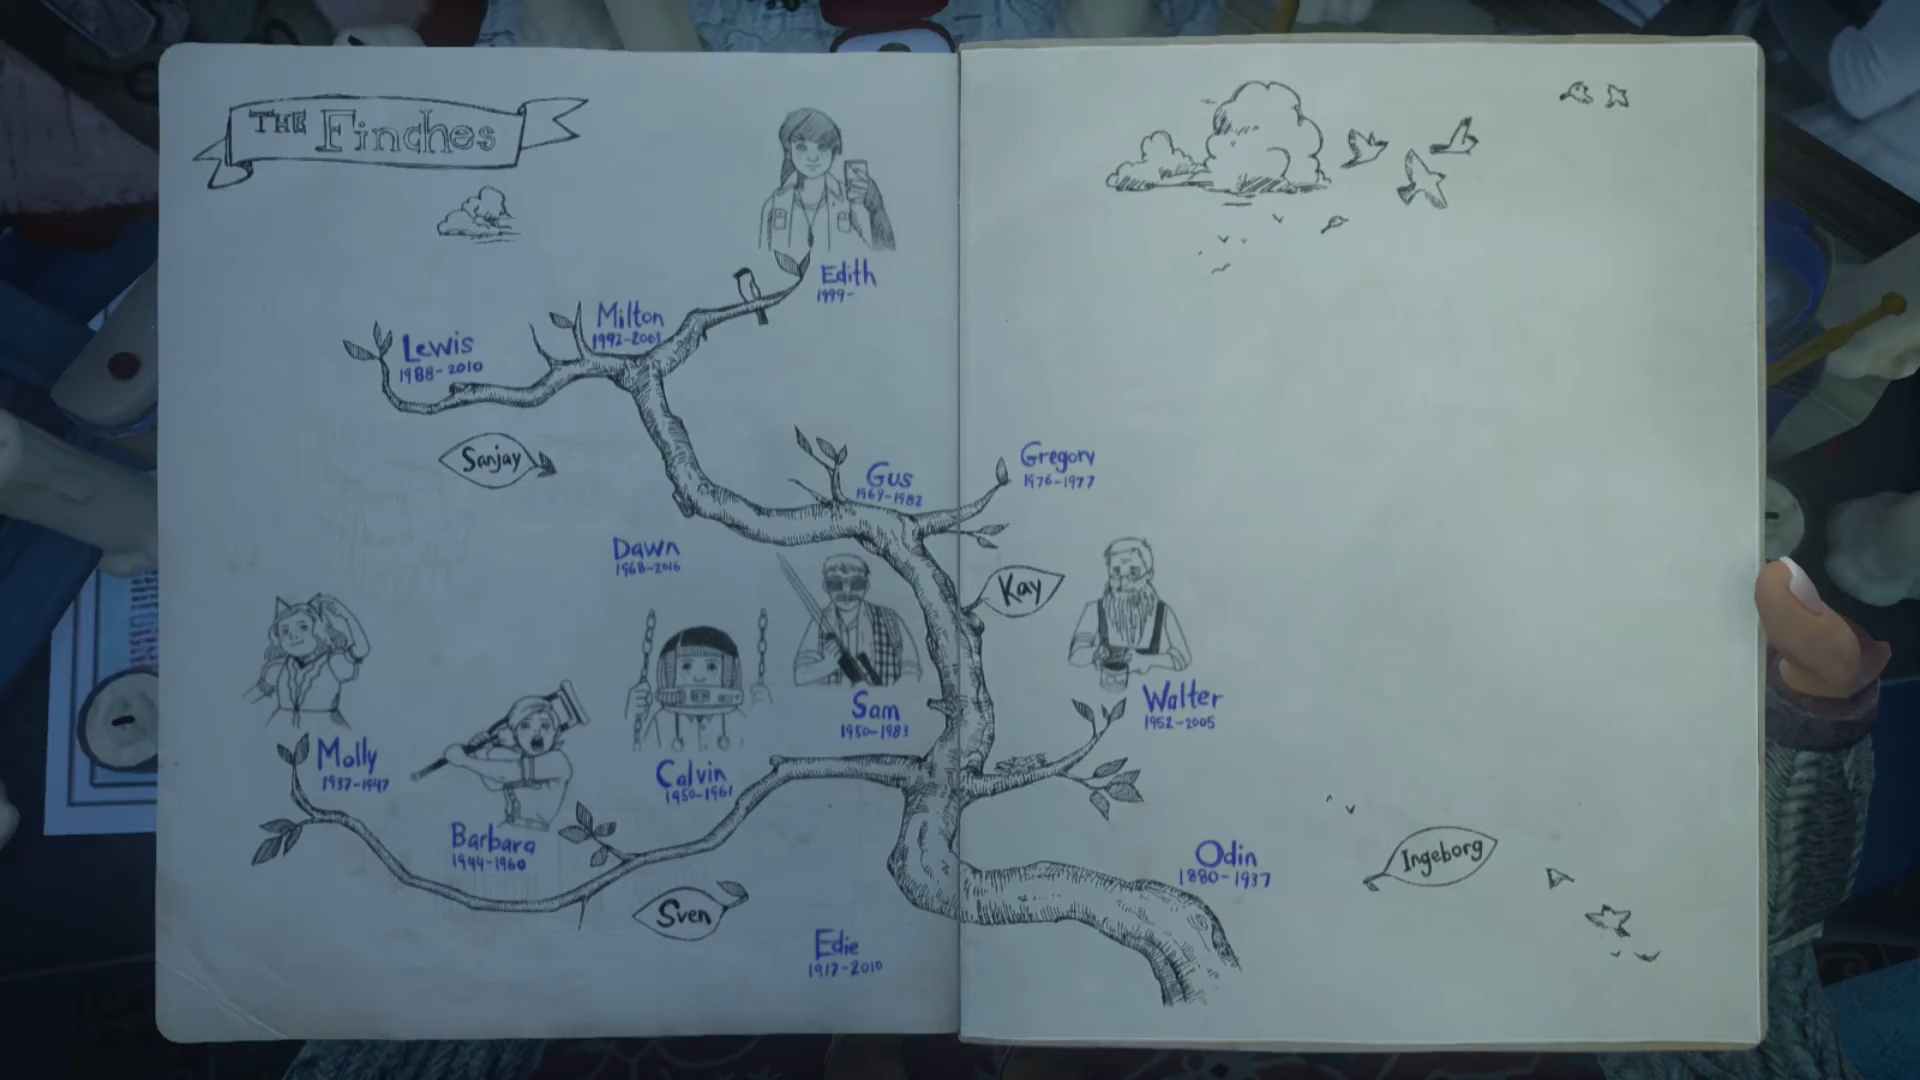 THE Finches
Edith
1999-
Milton
1992-2003
Lewis
1988-2010
Sanjay
Gus
1969-1982
Gregory
1976-1977
Dawn
1968-2016
Kay
Sam
1950-1983
Walter
1952-2005
Molly
1937-1947
Calvin
1950-1961
Barbara
1944-1960
Odin
1880-1937
Ingeborg
Sven
Edie
1917-2010